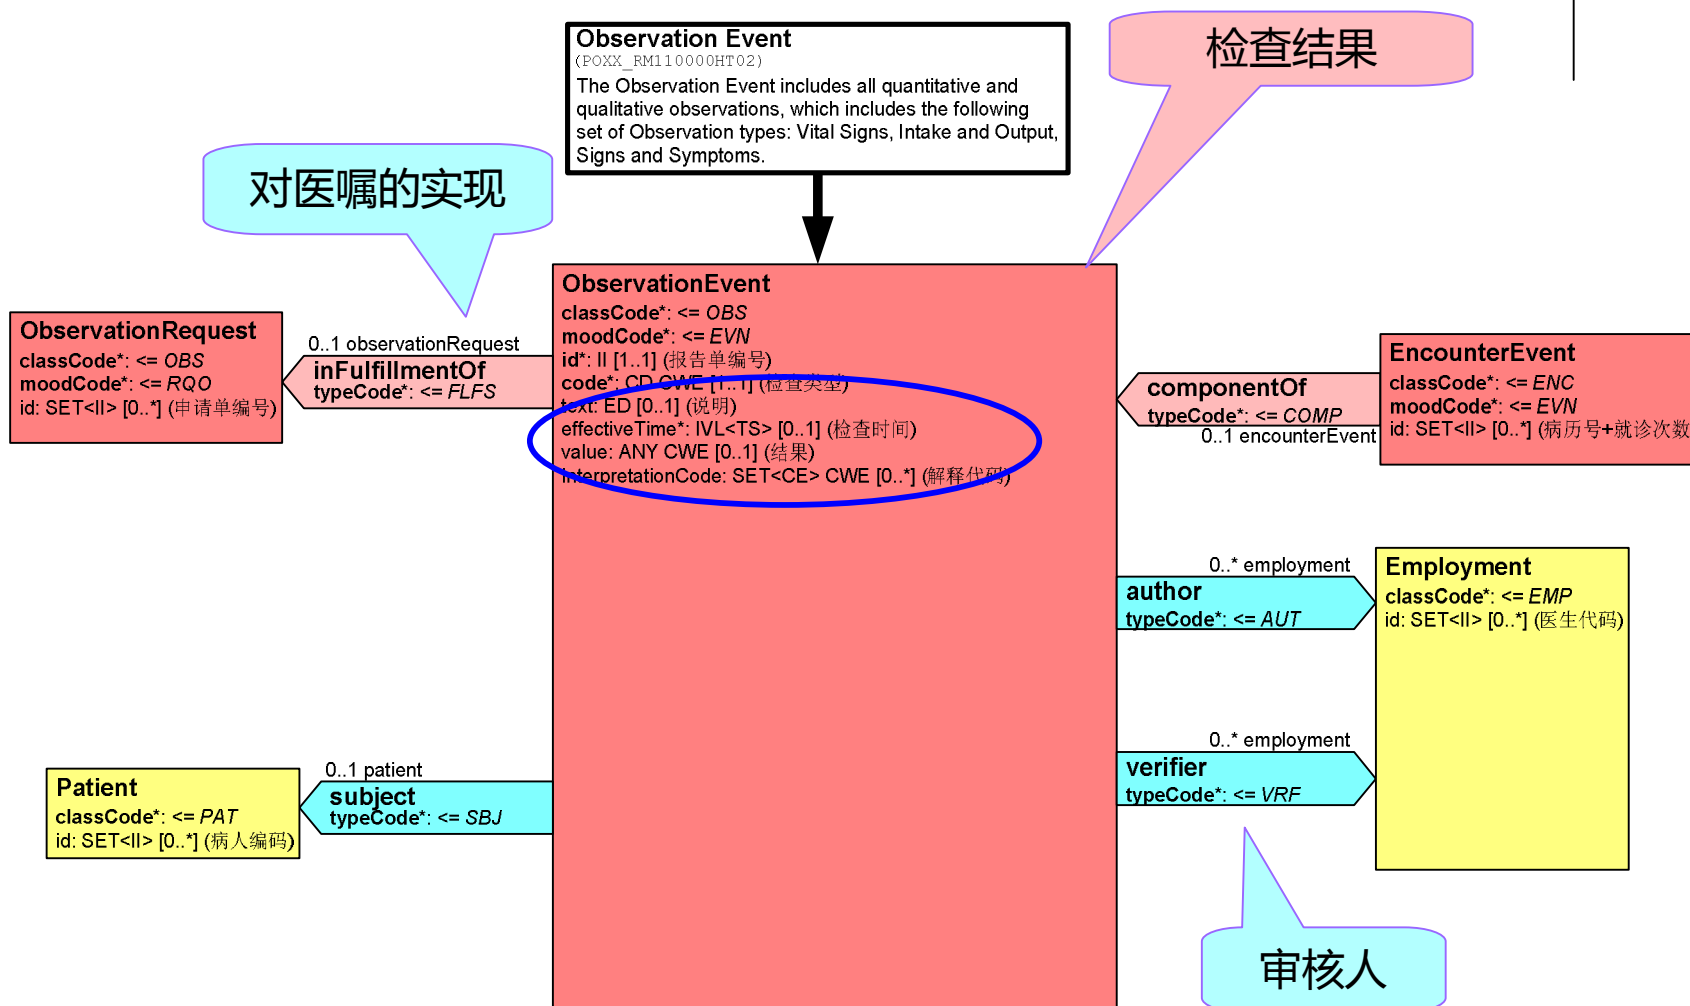 Observation Event
(POXX_RM110000HT02)
The Observation Event includes all quantitative and
qualitative observations, which includes the following
set of Observation types: Vital Signs, Intake and Output,
Signs and Symptoms.
检查结果
对医嘱的实现
ObservationRequest
classCode*: <= OBS
moodCode*: <= RQO
id: SET<II> [0..*] (申请单编号)
0..1 observationRequest
inFulfillmentOf
typeCode*: <= FLFS
ObservationEvent
classCode*: <= OBS
moodCode*: <= EVN
id*: II [1..1] (报告单编号)
code*: CD CWE [1..1] (检查类型)
text: ED [0..1] (说明)
effectiveTime*: IVL<TS> [0..1] (检查时间)
value: ANY CWE [0..1] (结果)
interpretationCode: SET<CE> CWE [0..*] (解释代码)
componentOf
typeCode*: <= COMP
0..1 encounterEvent
EncounterEvent
classCode*: <= ENC
moodCode*: <= EVN
id: SET<II> [0..*] (病历号+就诊次数
0..* employment
author
typeCode*: <= AUT
Employment
classCode*: <= EMP
id: SET<II> [0..*] (医生代码)
0..* employment
verifier
typeCode*: <= VRF
Patient
classCode*: <= PAT
id: SET<II> [0..*] (病人编码)
0..1 patient
subject
typeCode*: <= SBJ
审核人